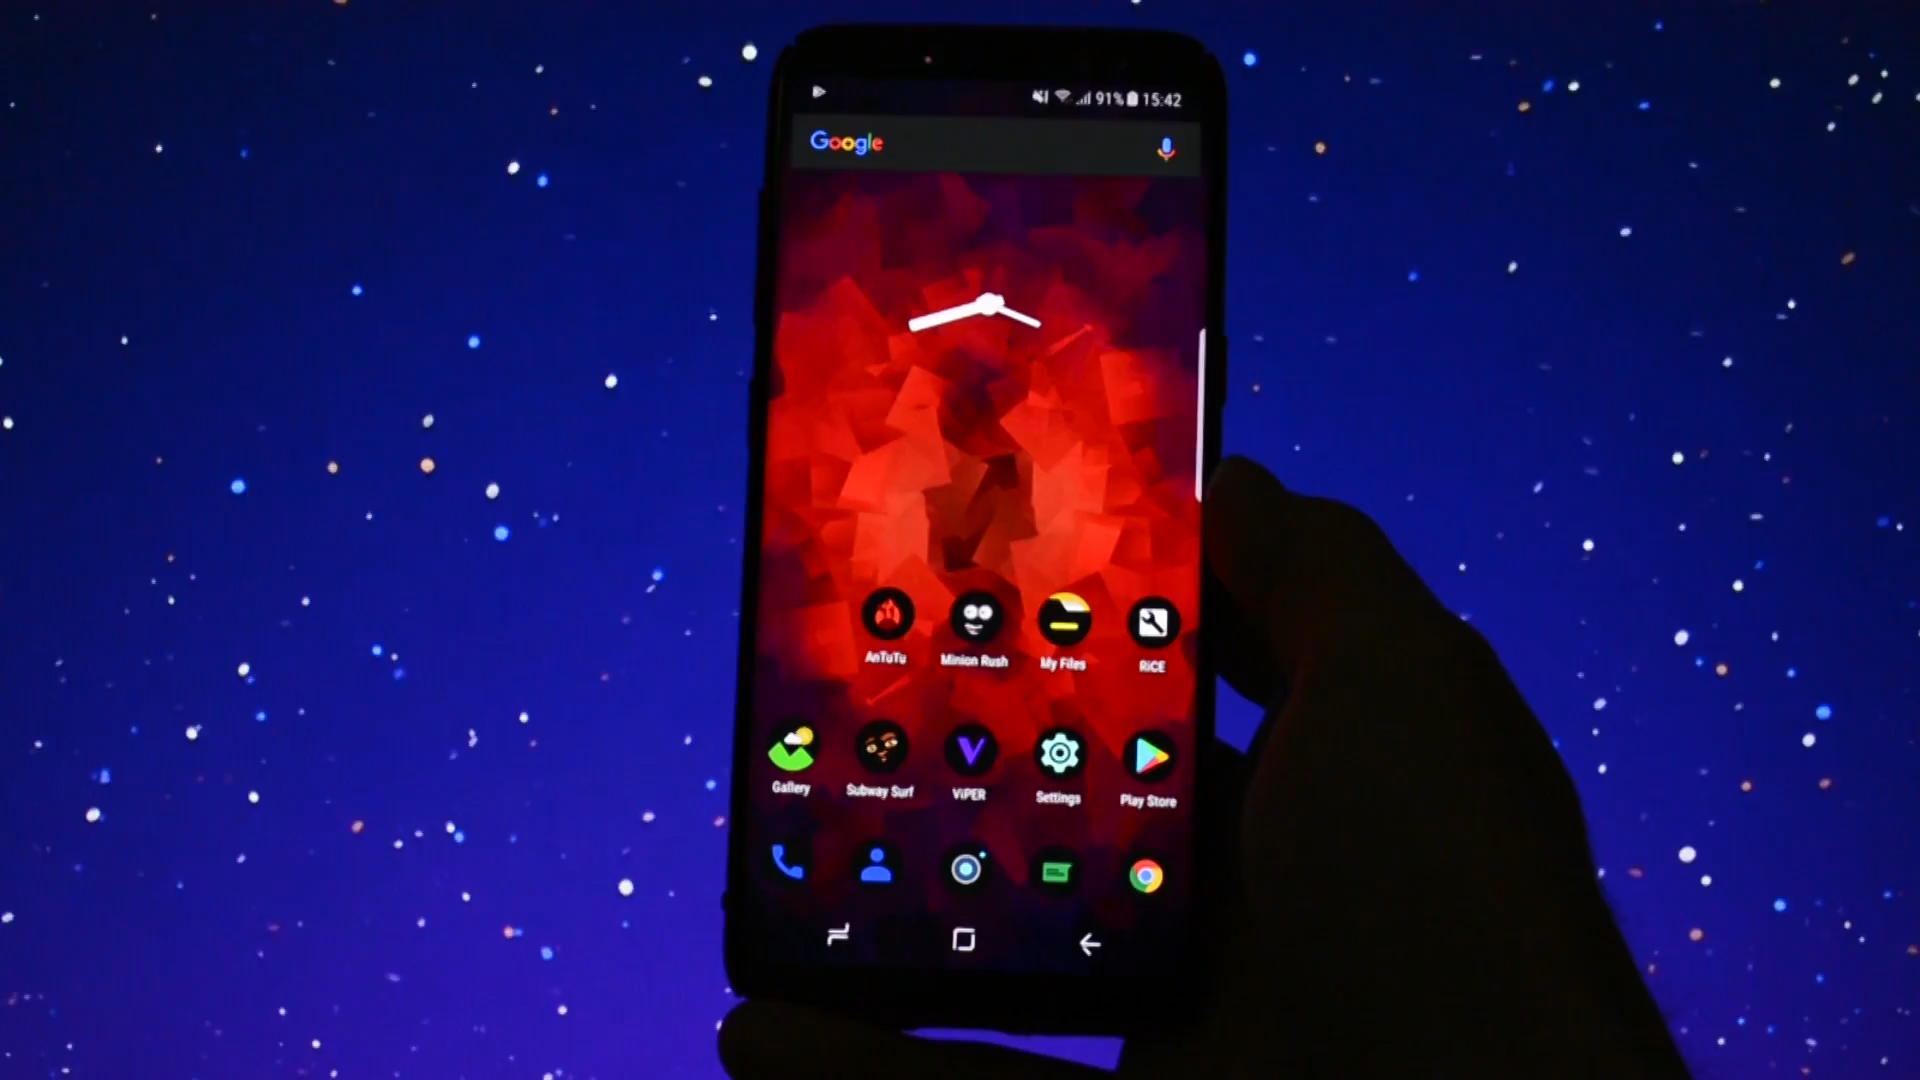 91% 15:42
Google
AnTuTu Minion Rush My Files RiCE
Gallery Subway Surf ViPER Settings Play Store